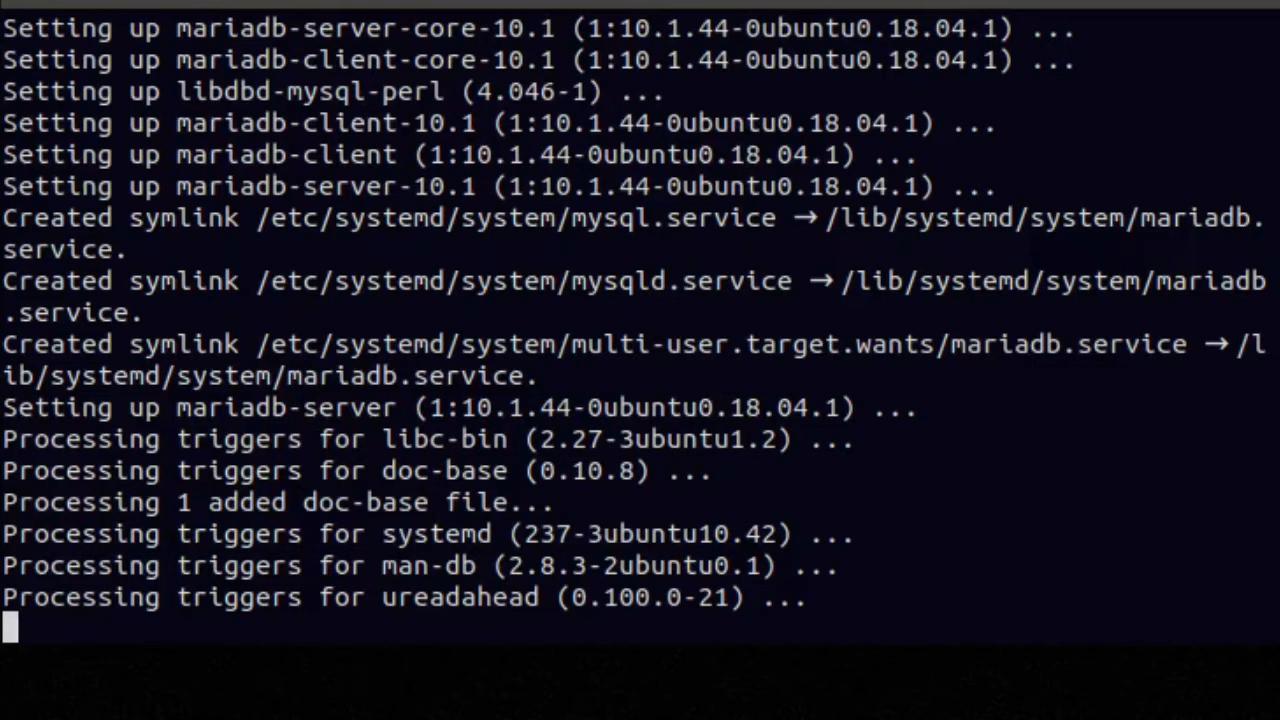 Setting up mariadb-server-core-10.1 (1:10.1.44-0ubuntu0.18.04.1) ...
Setting up mariadb-client-core-10.1 (1:10.1.44-0ubuntu0.18.04.1) ...
Setting up libdbd-mysql-perl (4.046-1) ...
Setting up mariadb-client-10.1 (1:10.1.44-0ubuntu0.18.04.1) ...
Setting up mariadb-client (1:10.1.44-0ubuntu0.18.04.1) ...
Setting up mariadb-server-10.1 (1:10.1.44-0ubuntu0.18.04.1) ...
Created symlink /etc/systemd/system/mysql.service → /lib/systemd/system/mariadb.
service.
Created symlink /etc/systemd/system/mysqld.service → /lib/systemd/system/mariadb
.service.
Created symlink /etc/systemd/system/multi-user.target.wants/mariadb.service → /l
ib/systemd/system/mariadb.service.
Setting up mariadb-server (1:10.1.44-0ubuntu0.18.04.1) ...
Processing triggers for libc-bin (2.27-3ubuntu1.2) ...
Processing triggers for doc-base (0.10.8) ...
Processing 1 added doc-base file...
Processing triggers for systemd (237-3ubuntu10.42) ...
Processing triggers for man-db (2.8.3-2ubuntu0.1) ...
Processing triggers for ureadahead (0.100.0-21) ...